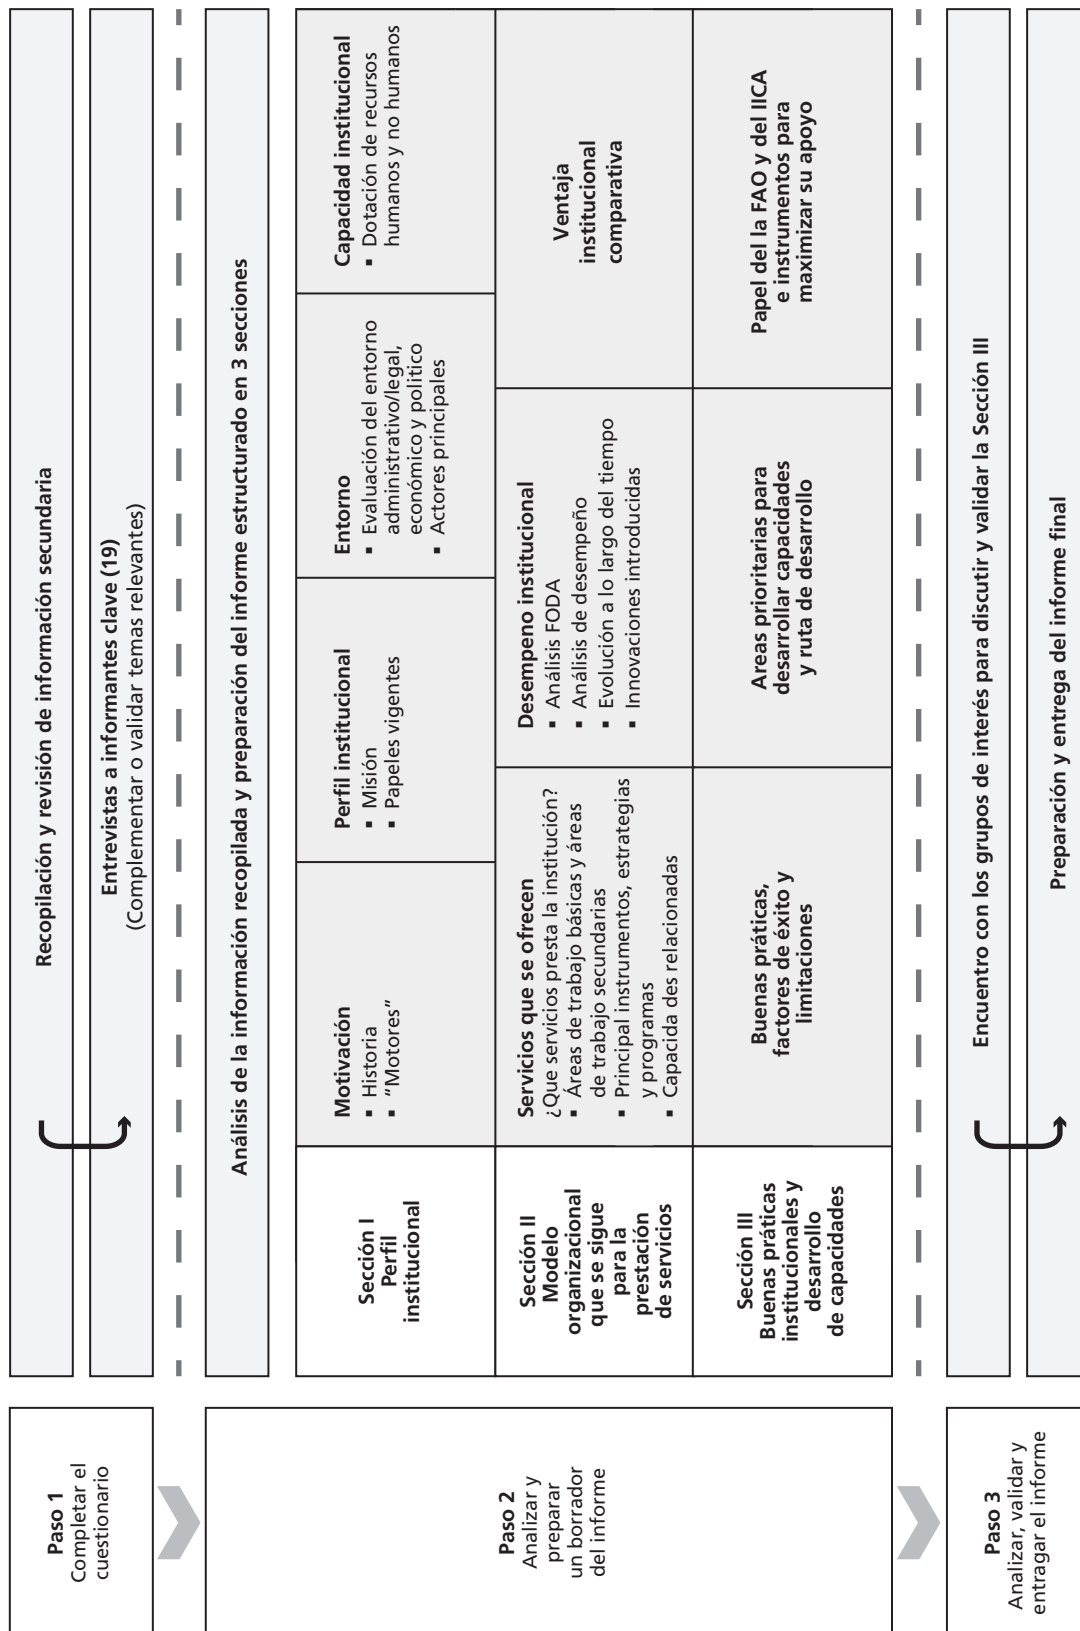 Paso 1
Completar el
cuestionario
Recopilación y revisión de información secundaria
Entrevistas a informantes clave (19)
(Complementar o validar temas relevantes)
Paso 2
Analizar y
preparar
un borrador
del informe
Análisis de la información recopilada y preparación del informe estructurado en 3 secciones
Sección I
Perfil
institucional
Motivación
▪ Historia
▪ "Motores"
Perfil institucional
▪ Misión
▪ Papeles vigentes
Entorno
▪ Evaluación del entorno
administrativo/legal,
económico y politico
▪ Actores principales
Capacidad institucional
▪ Dotación de recursos
humanos y no humanos
Sección II
Modelo
organizacional
que se sigue
para la
prestación
de servicios
Servicios que se ofrecen
¿Que servicios presta la institución?
▪ Áreas de trabajo básicas y áreas
de trabajo secundarias
▪ Principal instrumentos, estrategias
y programas
▪ Capacida des relacionadas
Desempeno institucional
▪ Análisis FODA
▪ Análisis de desempeño
▪ Evolución a lo largo del tiempo
▪ Innovaciones introducidas
Ventaja
institucional
comparativa
Sección III
Buenas práticas
institucionales y
desarrollo
de capacidades
Buenas práticas,
factores de éxito y
limitaciones
Areas prioritarias para
desarrollar capacidades
y ruta de desarrollo
Papel del la FAO y del IICA
e instrumentos para
maximizar su apoyo
Paso 3
Analizar, validar y
entragar el informe
Encuentro con los grupos de interés para discutir y validar la Sección III
Preparación y entrega del informe final